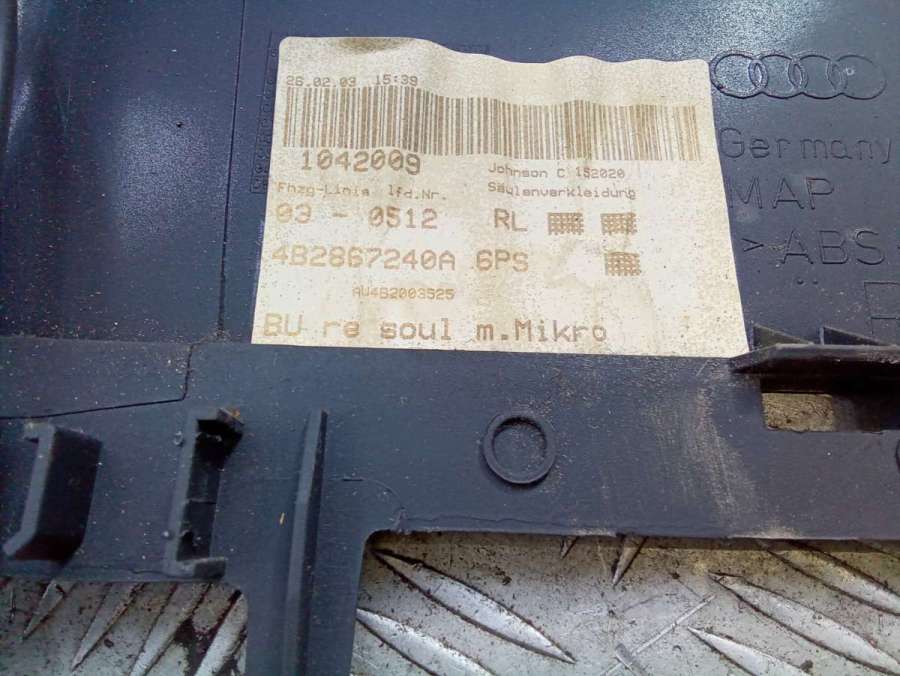 26.02.03 15:39
1042009
Johnson C 152020
Fhzg-Linie lfd.Nr.
Säulenverkleidung
03 - 0512 RL
4B2867240A 6PS
AU4B2003525
BU re soul m.Mikro
Germany
MAP
>ABS